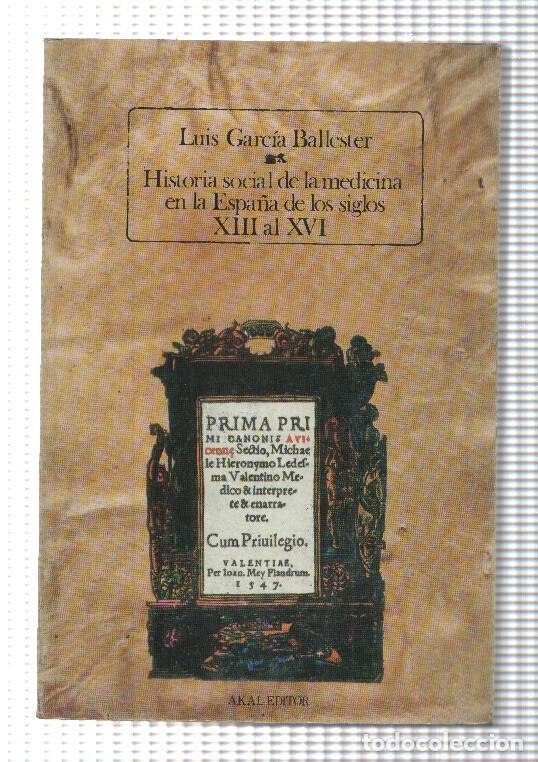 Luis García Ballester
Historia social de la medicina
en la España de los siglos
XIII al XVI
PRIMA PRI
MI CANONIS AVI-
cennę Sectio, Michae
le Hieronymo Ledes-
ma Valentino Me-
dico & interpre-
te & enarra-
tore.
Cum Priuilegio.
VALENTIAE,
Per Ioan. Mey Flandrum.
1547.
AKAL EDITOR
todocoleccion.net